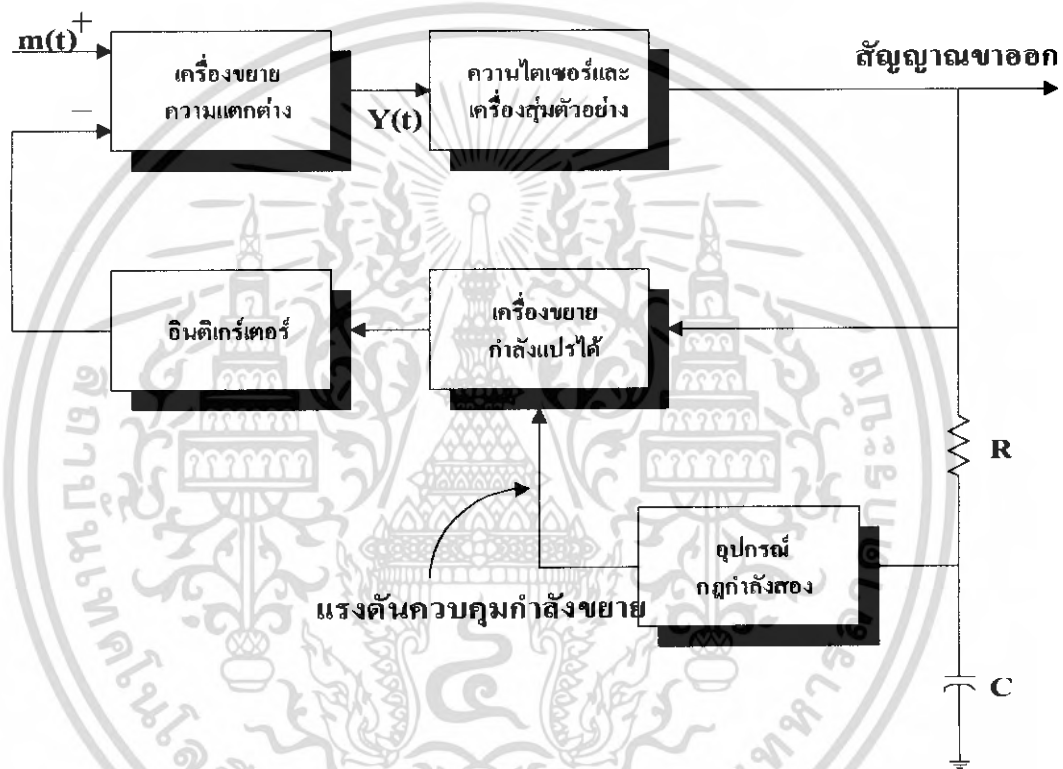 m(t) +
−
เครื่องขยาย
ความแตกต่าง
Y(t)
ควานไตเซอร์และ
เครื่องสุ่มตัวอย่าง
สัญญาณขาออก
อินติเกร์เตอร์
เครื่องขยาย
กำลังแปรได้
R
อุปกรณ์
กฎกำลังสอง
แรงดันควบคุมกำลังขยาย
C